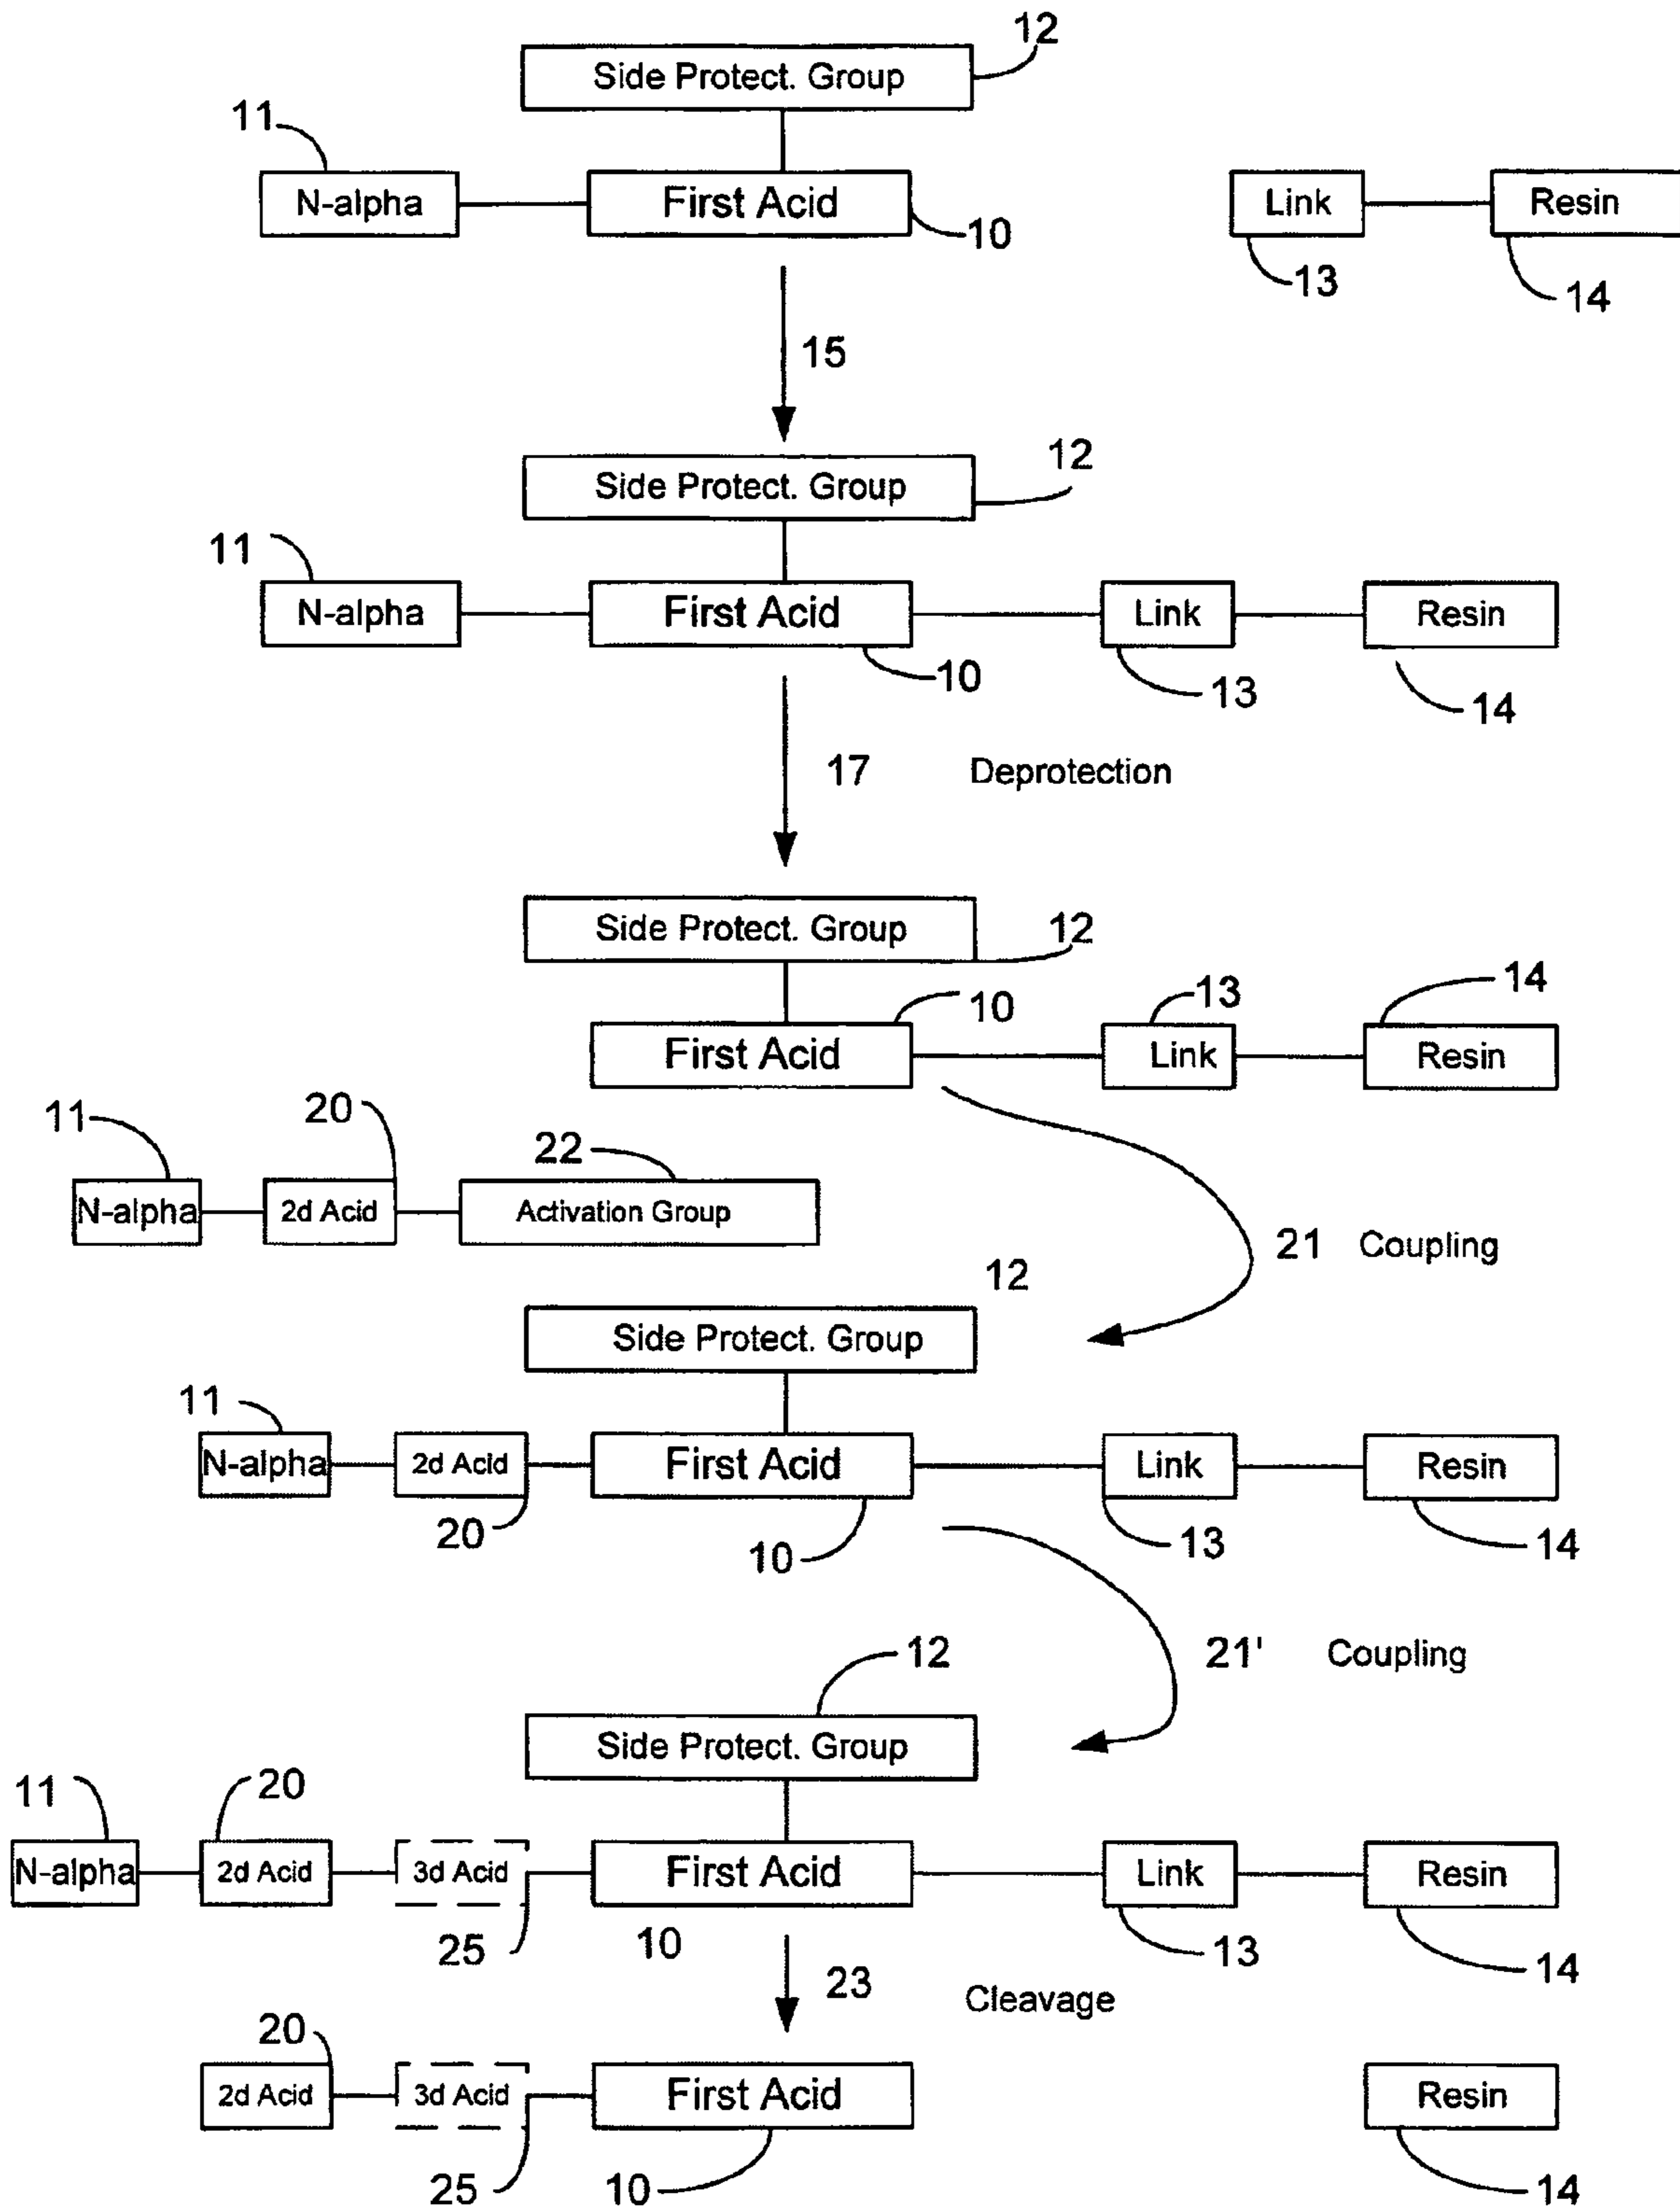 12
Side Protect. Group
11
N-alpha
First Acid
10
Link
Resin
13
14
15
12
Side Protect. Group
11
N-alpha
First Acid
Link
Resin
10
13
14
17
Deprotection
Side Protect. Group
12
10
13
14
First Acid
Link
Resin
11
20
22
N-alpha
2d Acid
Activation Group
21
Coupling
12
Side Protect. Group
11
N-alpha
2d Acid
First Acid
Link
Resin
20
10
13
14
21'
Coupling
12
Side Protect. Group
11
20
N-alpha
2d Acid
3d Acid
First Acid
Link
Resin
25
10
13
14
23
Cleavage
20
2d Acid
3d Acid
First Acid
Resin
25
10
14